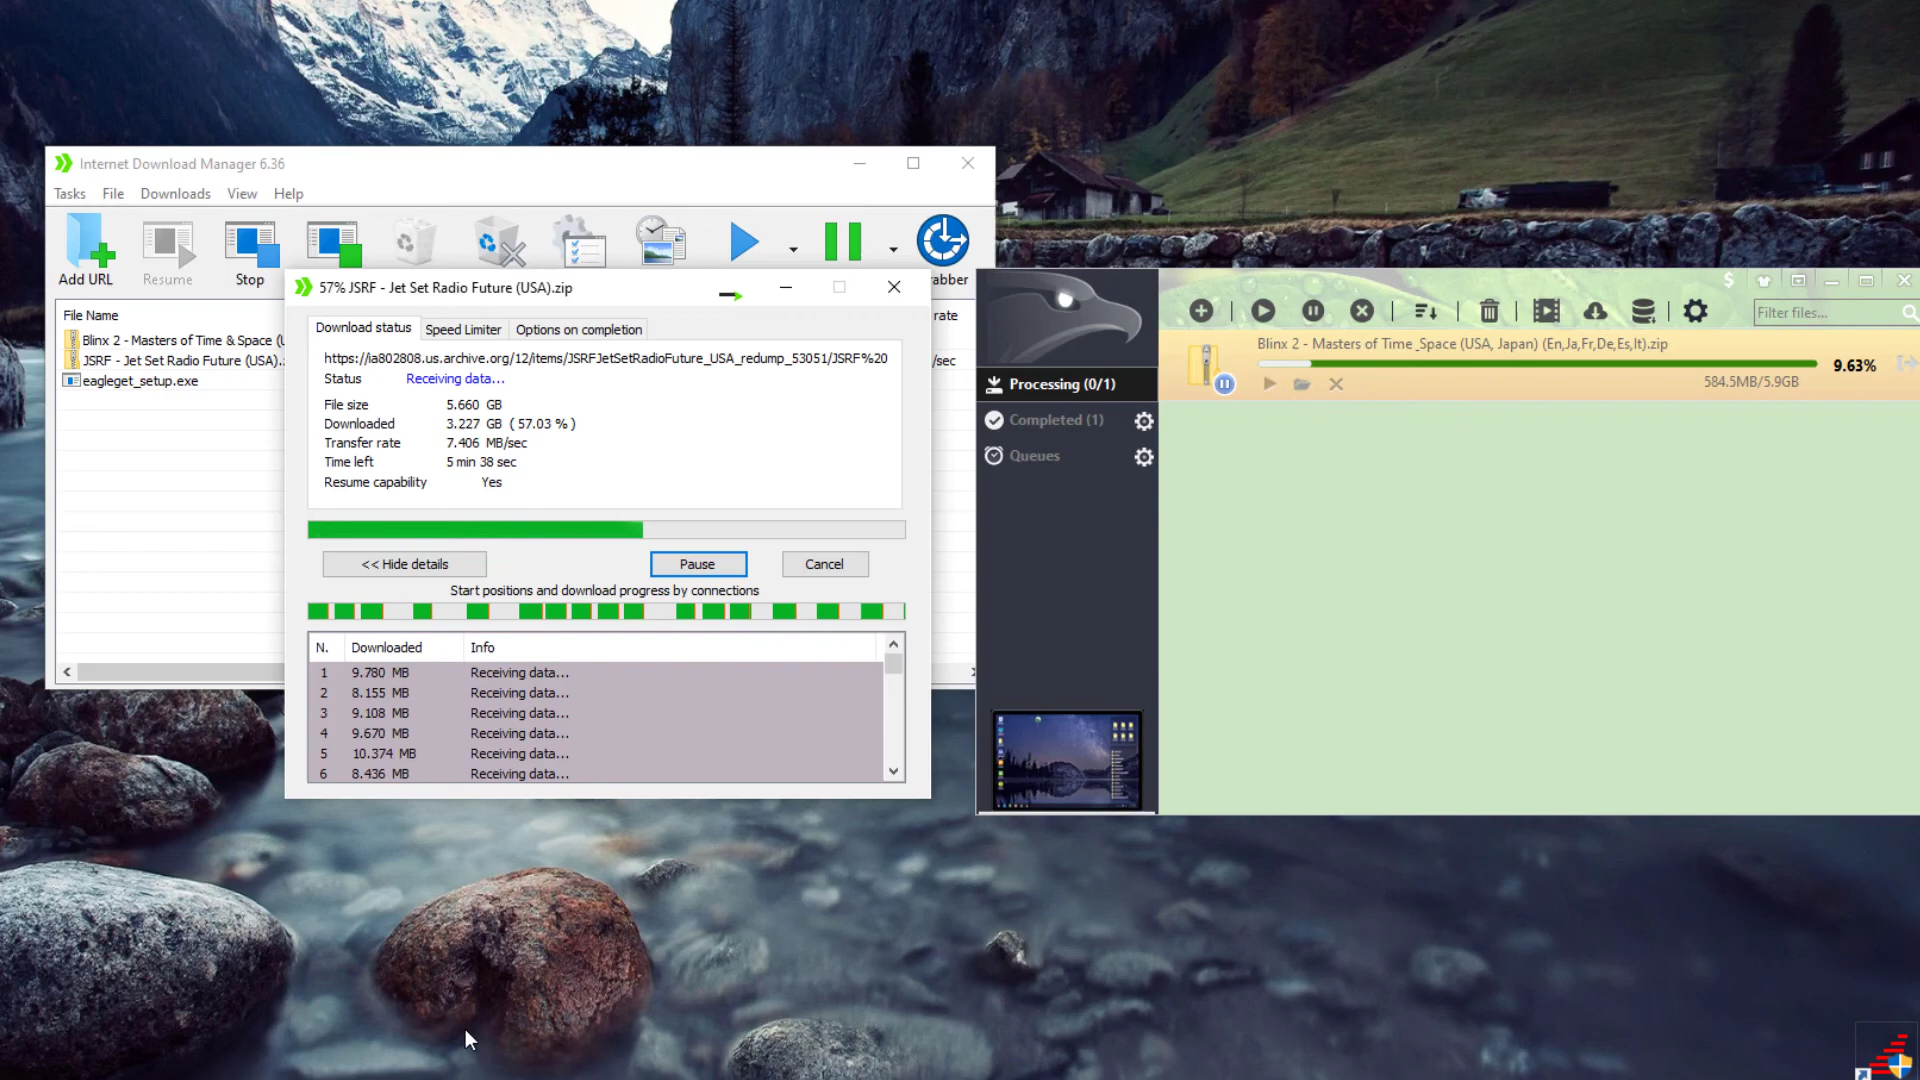 Internet Download Manager 6.36
Tasks File Downloads View Help
Add URL
Resume
Stop
File Name
Blinx 2 - Masters of Time & Space (
JSRF - Jet Set Radio Future (USA).
eagleget_setup.exe
rate
/sec
57% JSRF - Jet Set Radio Future (USA).zip
Download status Speed Limiter Options on completion
https://ia802808.us.archive.org/12/items/JSRFJetSetRadioFuture_USA_redump_53051/JSRF%20
Status Receiving data...
File size 5.660 GB
Downloaded 3.227 GB ( 57.03 % )
Transfer rate 7.406 MB/sec
Time left 5 min 38 sec
Resume capability Yes
<< Hide details Pause Cancel
Start positions and download progress by connections
N. Downloaded Info
1 9.780 MB Receiving data...
2 8.155 MB Receiving data...
3 9.108 MB Receiving data...
4 9.670 MB Receiving data...
5 10.374 MB Receiving data...
6 8.436 MB Receiving data...
Filter files...
Processing (0/1)
Completed (1)
Queues
Blinx 2 - Masters of Time _Space (USA, Japan) (En,Ja,Fr,De,Es,It).zip
9.63%
584.5MB/5.9GB